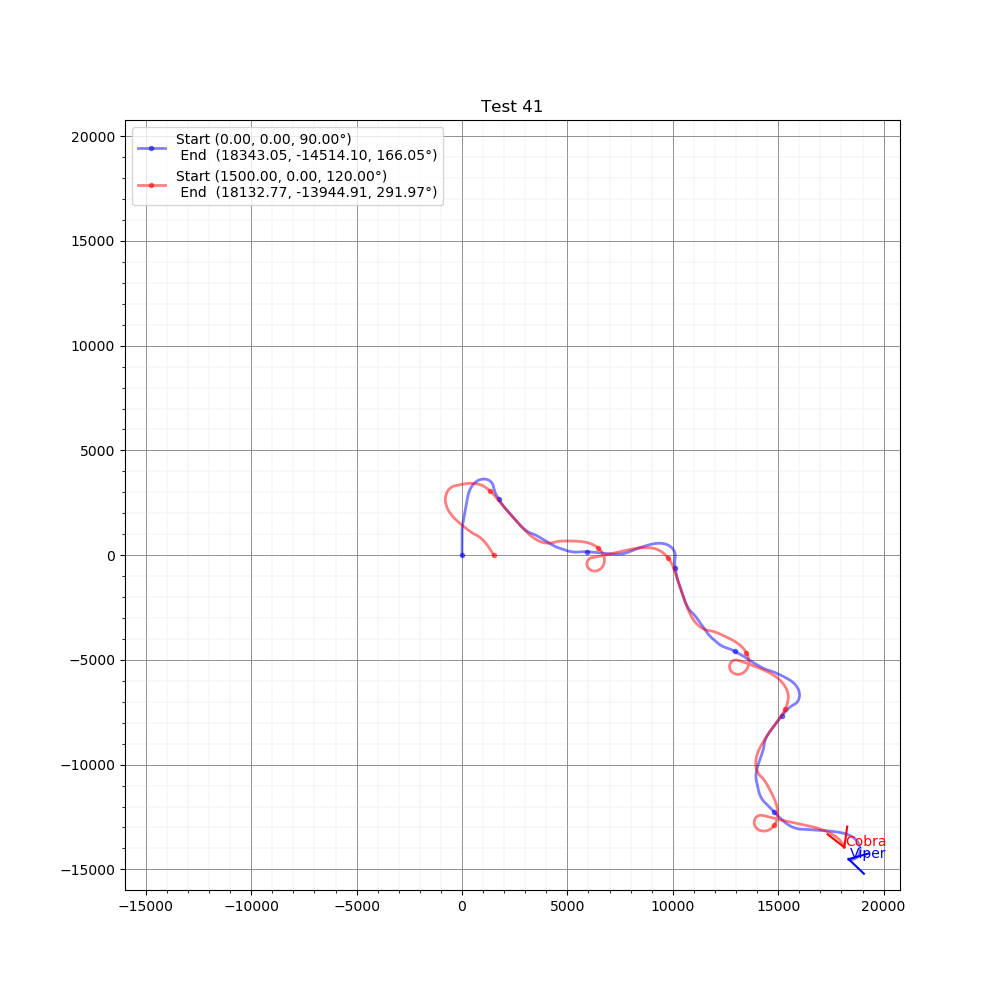 Test 41
Start (0.00, 0.00, 90.00°)
End (18343.05, -14514.10, 166.05°)
Start (1500.00, 0.00, 120.00°)
End (18132.77, -13944.91, 291.97°)
20000
15000
10000
5000
0
−5000
−10000
−15000
Cobra
Viper
−15000 −10000 −5000 0 5000 10000 15000 20000